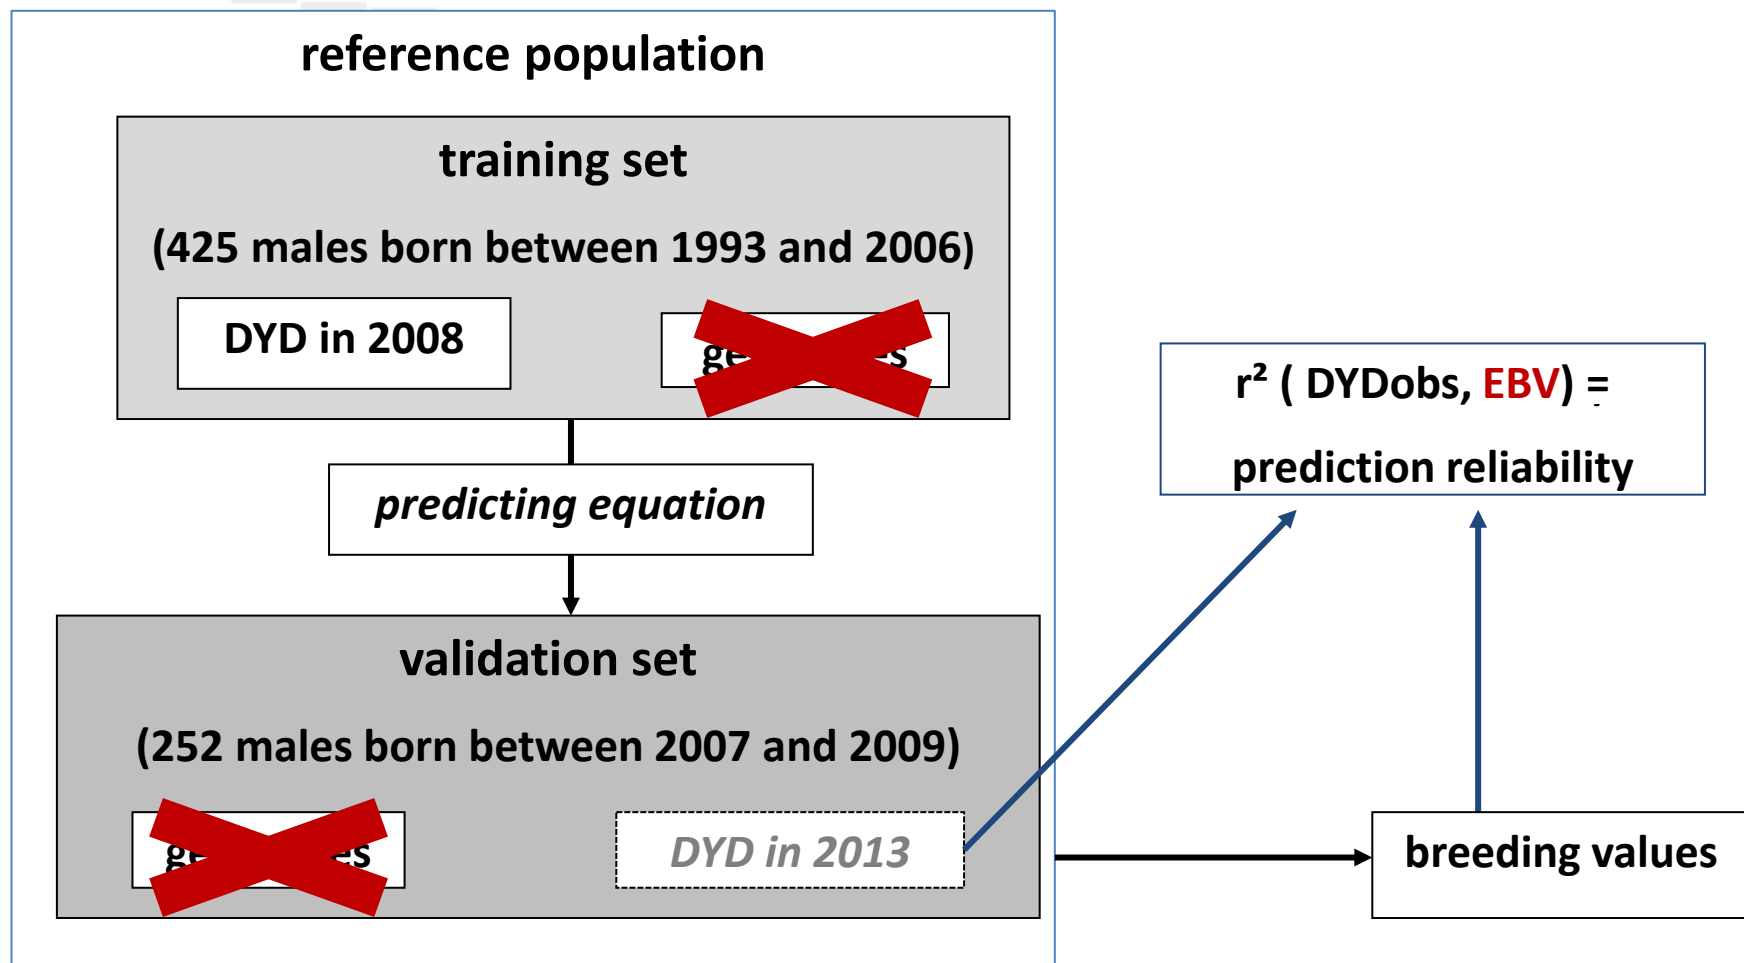 reference population
training set
(425 males born between 1993 and 2006)
DYD in 2008
predicting equation
validation set
(252 males born between 2007 and 2009)
DYD in 2013
r² ( DYDobs, EBV) =
prediction reliability
breeding values